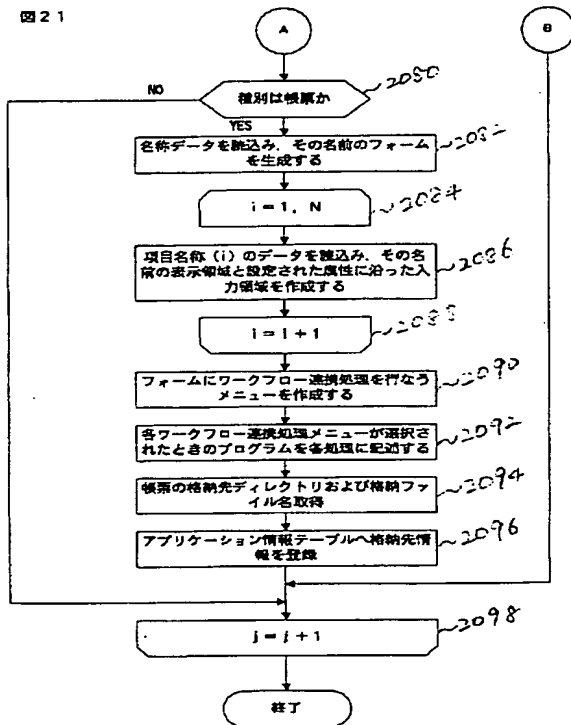 図21
A
B
種別は帳票か
2080
NO
YES
名称データを読込み、その名前のフォーム
を生成する
2082
i=1, N
2084
項目名称(i)のデータを読込み、その名
前の表示領域と設定された属性に沿った入
力領域を作成する
2086
i=i+1
2088
フォームにワークフロー連携処理を行なう
メニューを作成する
2090
各ワークフロー連携処理メニューが選択さ
れたときのプログラムを各処理に記述する
2092
帳票の格納先ディレクトリおよび格納ファイ
ル名取得
2094
アプリケーション情報テーブルへ格納先情
報を登録
2096
j=j+1
2098
終了